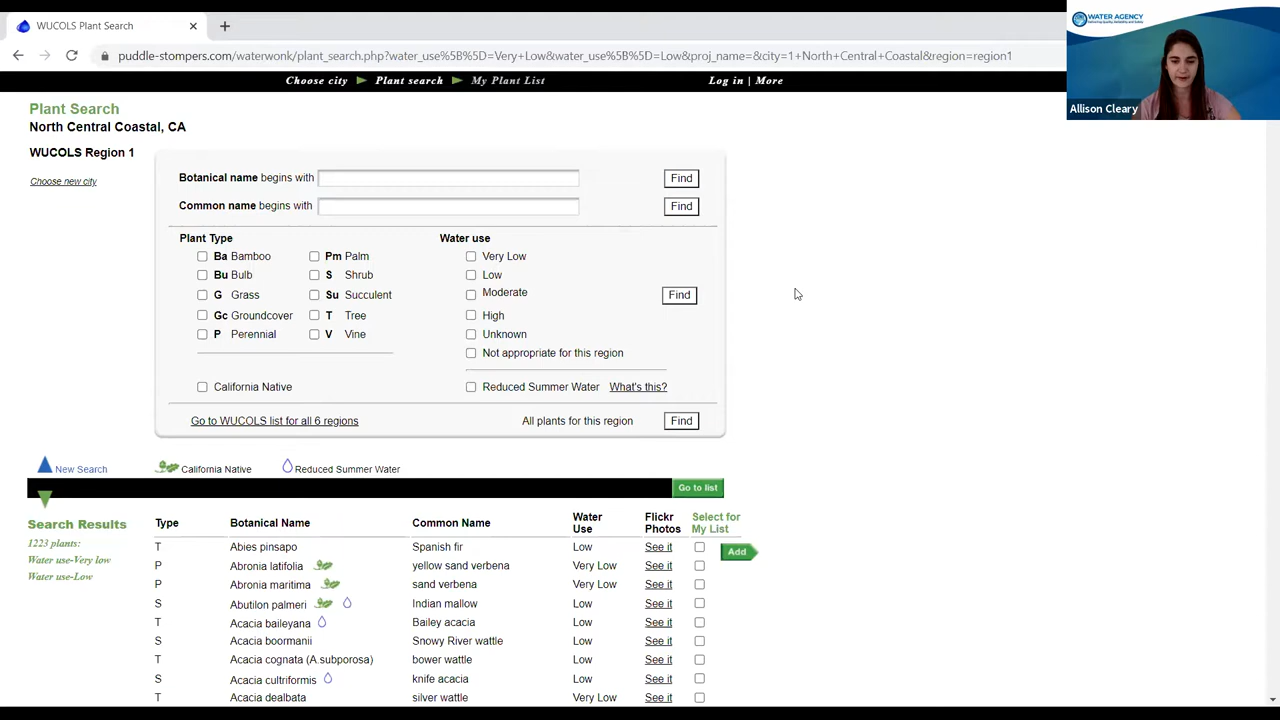 WUCOLS Plant Search
puddle-stompers.com/waterwonk/plant_search.php?water_use%5B%5D=Very+Low&water_use%5B%5D=Low&proj_name=&city=1+North+Central+Coastal&region=region1
WATER AGENCY
Allison Cleary
Choose city Plant search My Plant List Log in | More
Plant Search
North Central Coastal, CA
WUCOLS Region 1
Choose new city
Botanical name begins with Find
Common name begins with Find
Plant Type Water use
Ba Bamboo Pm Palm Very Low
Bu Bulb S Shrub Low
G Grass Su Succulent Moderate Find
Gc Groundcover T Tree High
P Perennial V Vine Unknown
Not appropriate for this region
California Native Reduced Summer Water What's this?
Go to WUCOLS list for all 6 regions All plants for this region Find
New Search California Native Reduced Summer Water
Go to list
Search Results
1223 plants:
Water use-Very low
Water use-Low
Type Botanical Name Common Name Water Use Flickr Photos Select for My List
T Abies pinsapo Spanish fir Low See it Add
P Abronia latifolia yellow sand verbena Very Low See it
P Abronia maritima sand verbena Very Low See it
S Abutilon palmeri Indian mallow Low See it
T Acacia baileyana Bailey acacia Low See it
S Acacia boormanii Snowy River wattle Low See it
T Acacia cognata (A.subporosa) bower wattle Low See it
S Acacia cultriformis knife acacia Low See it
T Acacia dealbata silver wattle Very Low See it